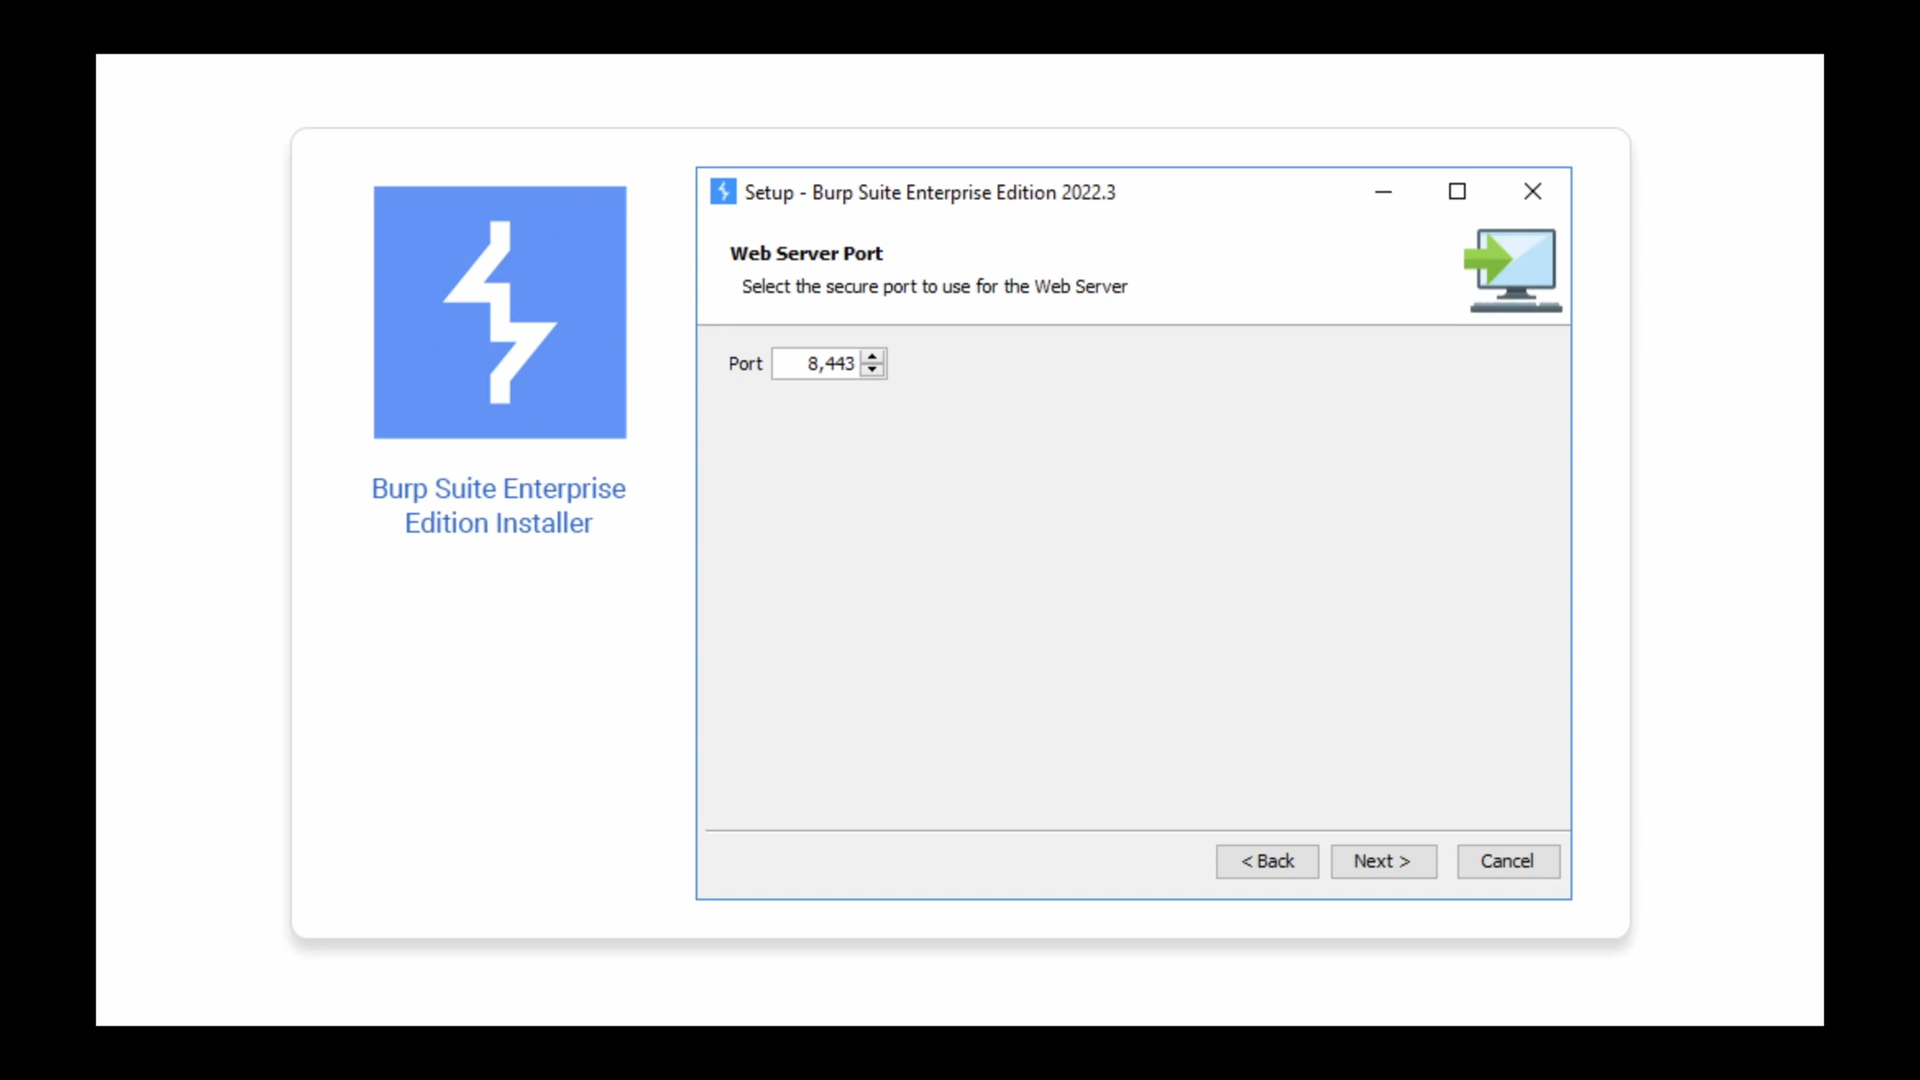 Burp Suite Enterprise
Edition Installer
Setup - Burp Suite Enterprise Edition 2022.3
Web Server Port
Select the secure port to use for the Web Server
Port 8,443
< Back Next > Cancel